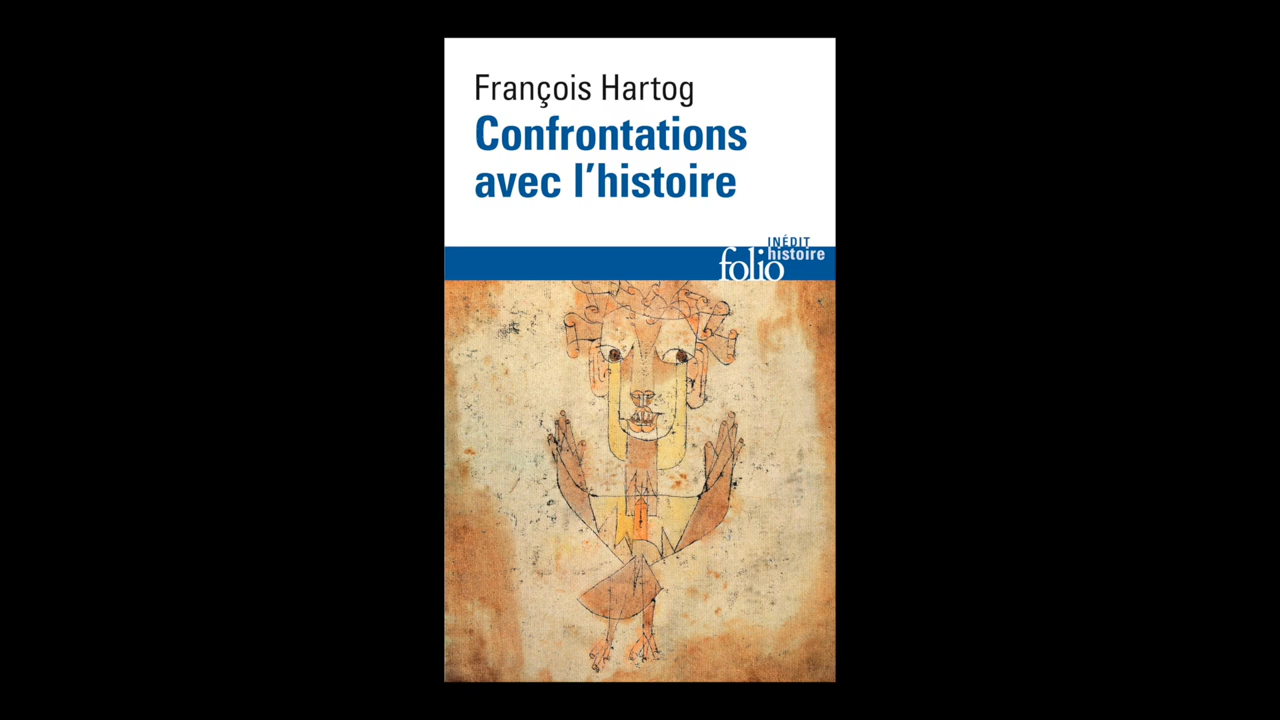 François Hartog
Confrontations
avec l'histoire
INÉDIT
folio histoire